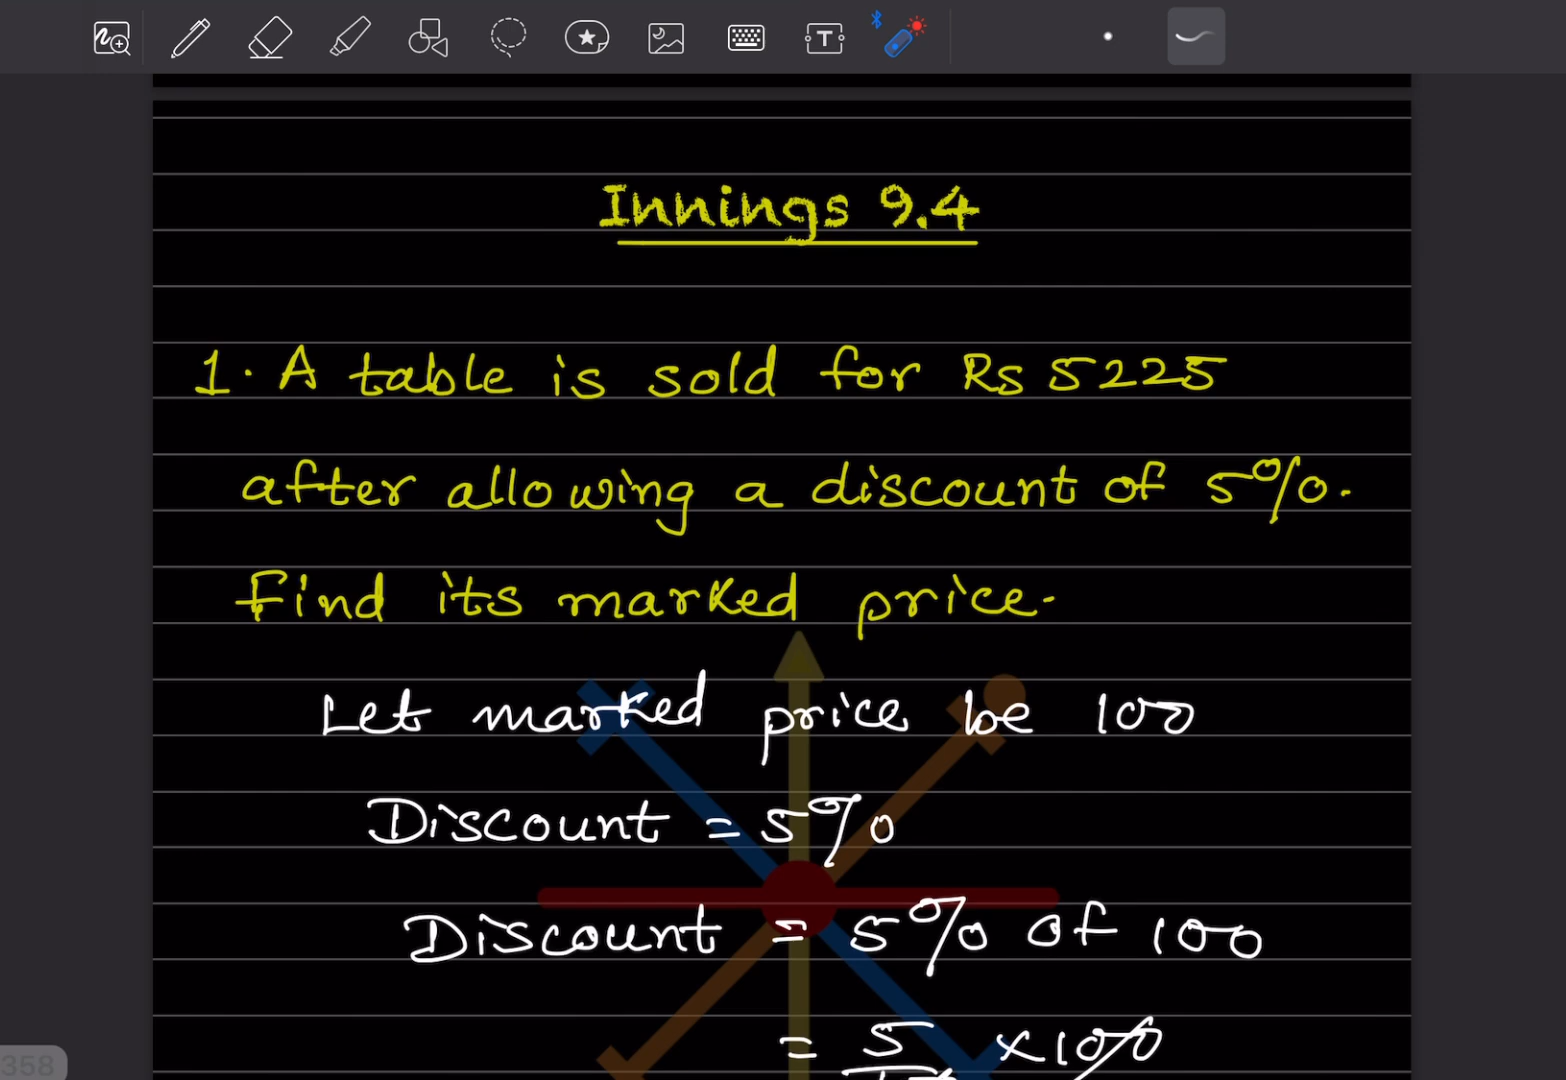 Innings 9.4
1. A table is sold for Rs 5225
after allowing a discount of 5%.
Find its marked price.
Let marked price be 100
Discount = 5%
Discount = 5% of 100
= 5 × 100
358